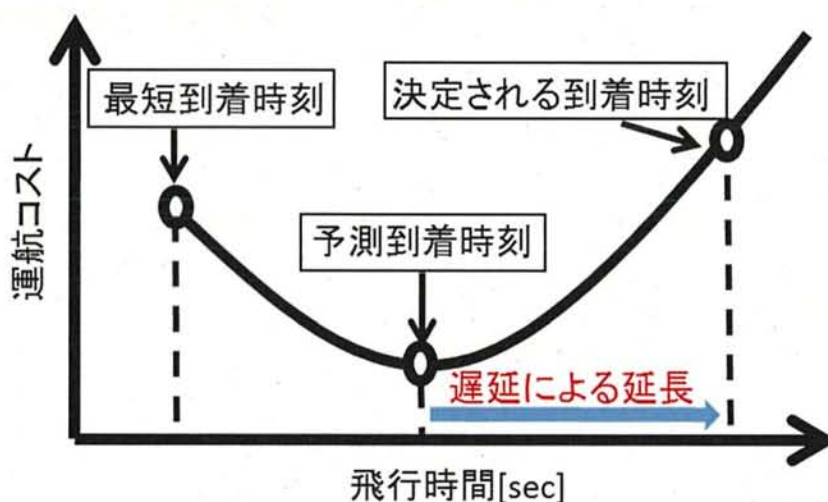 最短到着時刻
決定される到着時刻
予測到着時刻
運航コスト
遅延による延長
飛行時間[sec]